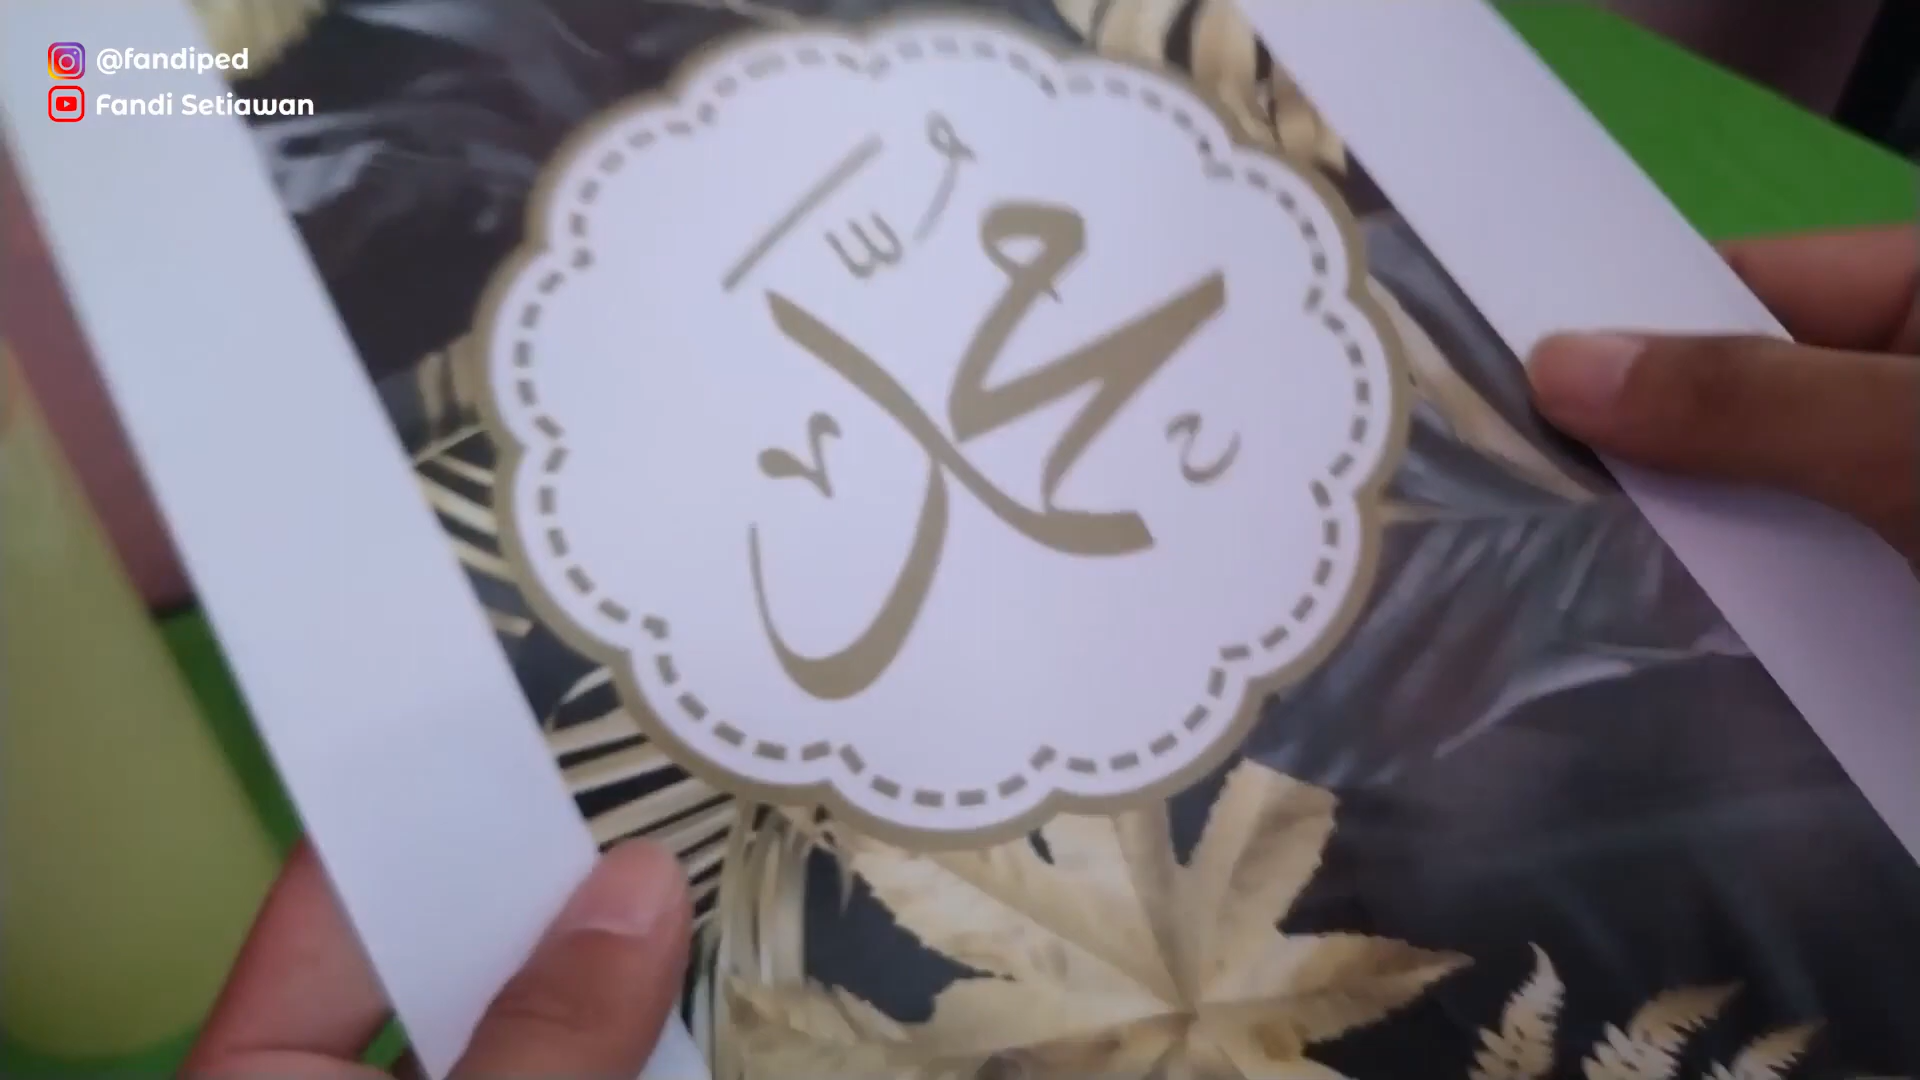 @fandiped
Fandi Setiawan
محمد